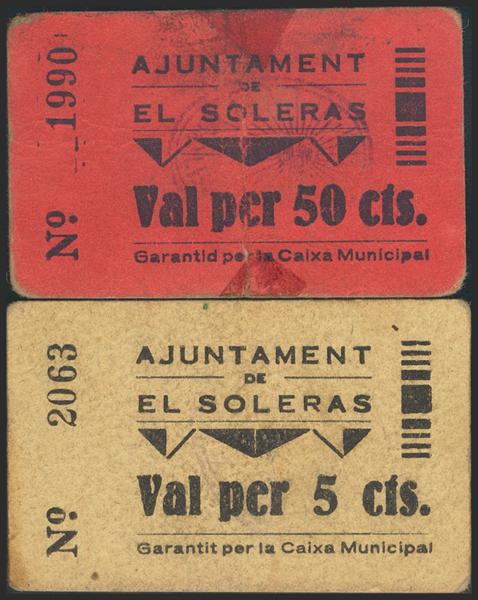 Nº 1990
AJUNTAMENT
DE
EL SOLERAS
Val per 50 cts.
Garantid per la Caixa Municipal
Nº 2063
AJUNTAMENT
DE
EL SOLERAS
Val per 5 cts.
Garantit per la Caixa Municipal